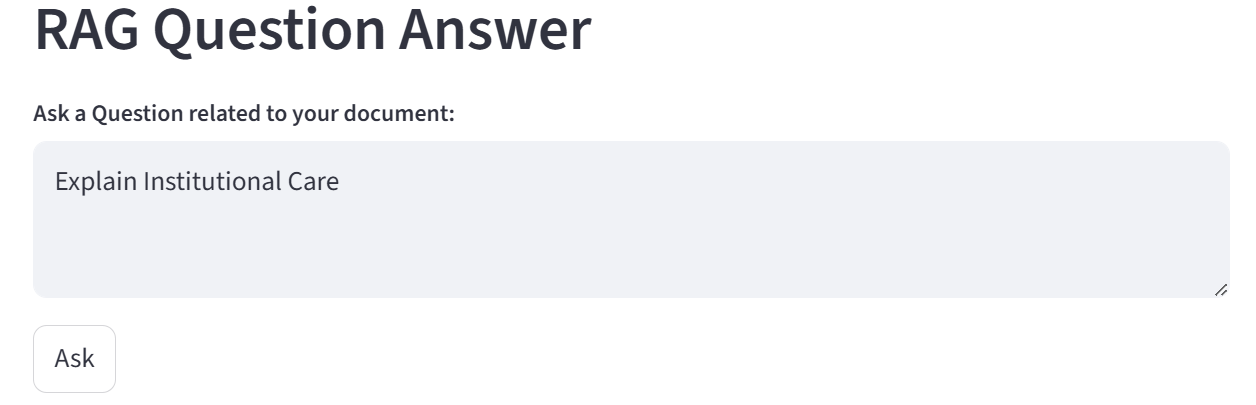 RAG Question Answer
Ask a Question related to your document:
Explain Institutional Care
Ask